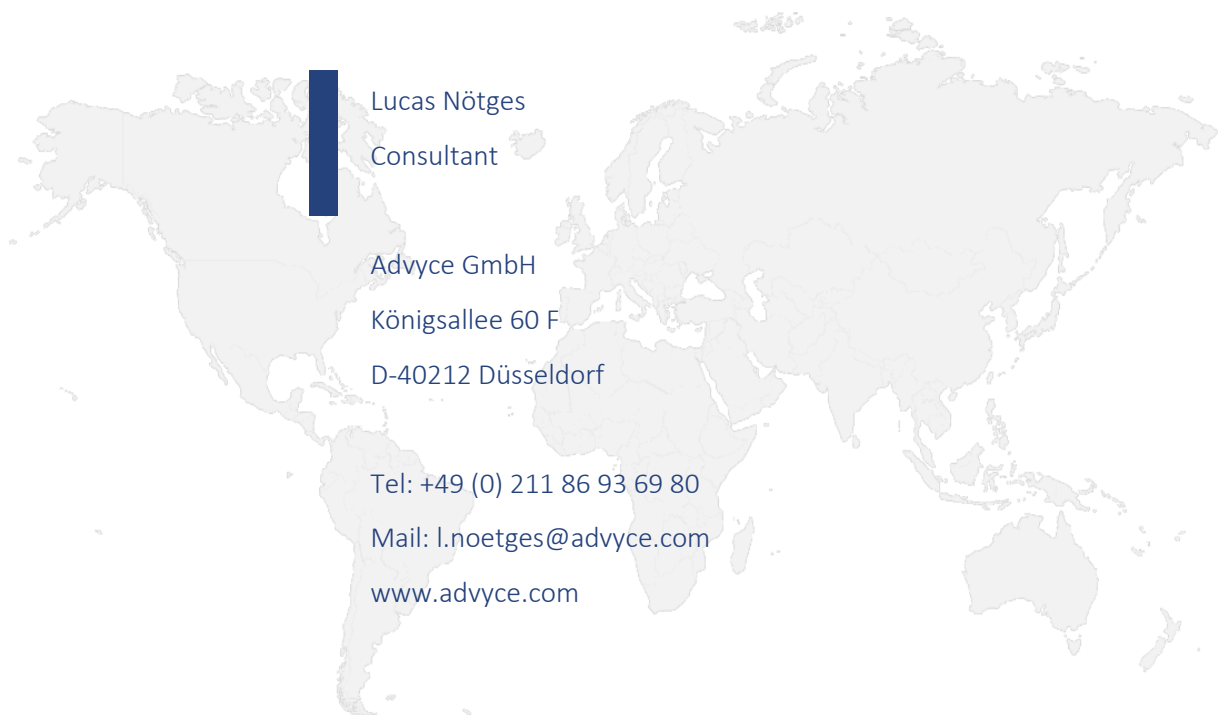 Lucas Nötges
Consultant
Advyce GmbH
Königsallee 60 F
D-40212 Düsseldorf
Tel: +49 (0) 211 86 93 69 80
Mail: l.noetges@advyce.com
www.advyce.com